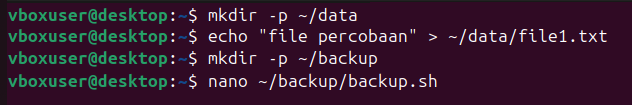 vboxuser@desktop:~$ mkdir -p ~/data
vboxuser@desktop:~$ echo "file percobaan" > ~/data/file1.txt
vboxuser@desktop:~$ mkdir -p ~/backup
vboxuser@desktop:~$ nano ~/backup/backup.sh